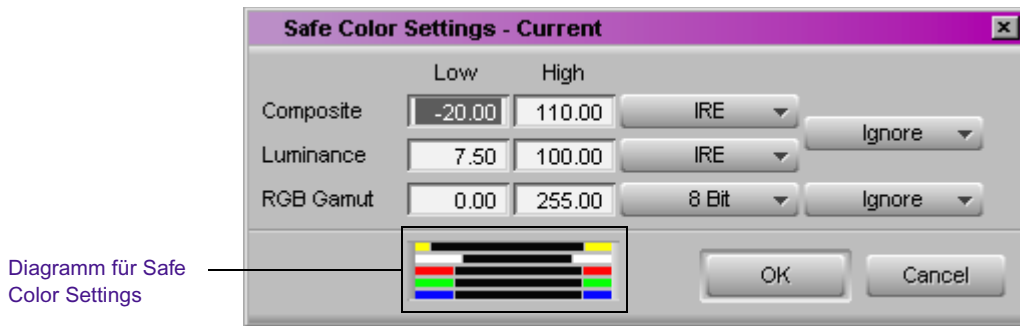 Safe Color Settings - Current
Low High
Composite -20.00 110.00 IRE
Ignore
Luminance 7.50 100.00 IRE
RGB Gamut 0.00 255.00 8 Bit Ignore
Diagramm für Safe
Color Settings
OK Cancel